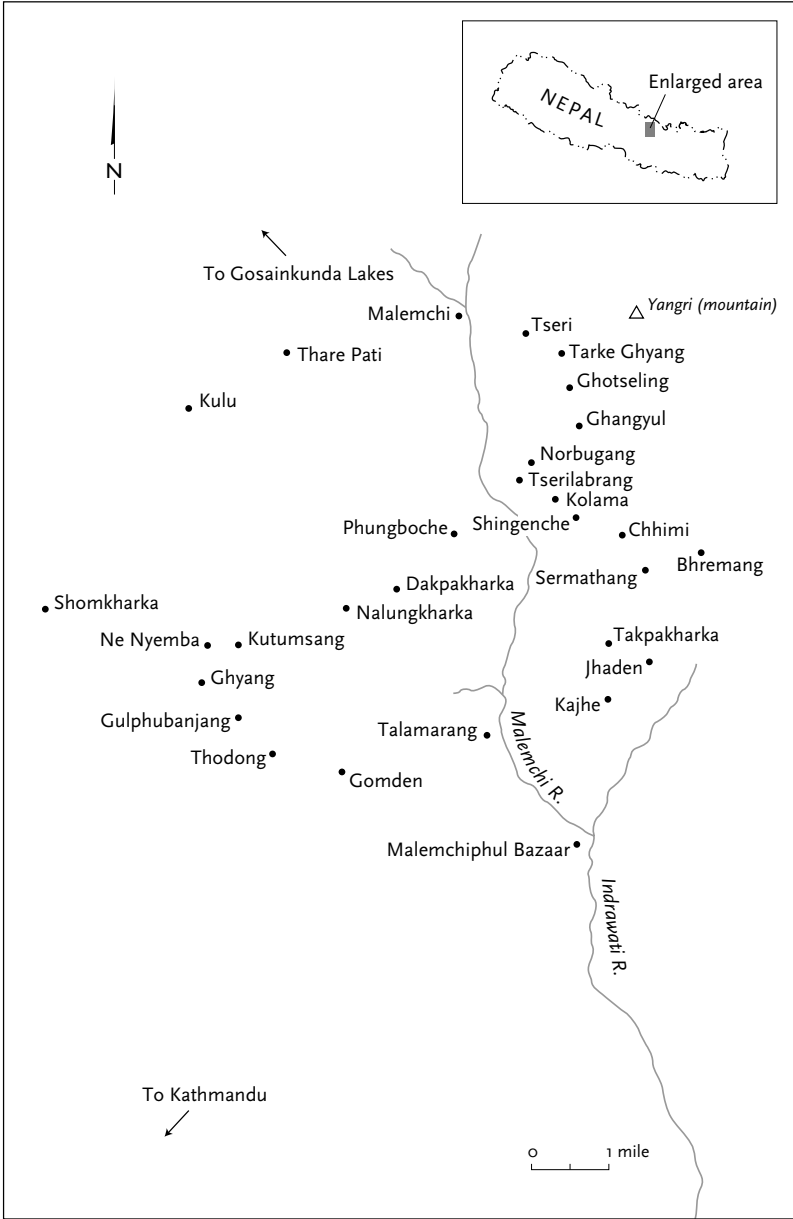 Enlarged area
NEPAL
N
To Gosainkunda Lakes
Yangri (mountain)
Malemchi
Tseri
Thare Pati
Tarke Ghyang
Ghotseling
Kulu
Ghangyul
Norbugang
Tserilabrang
Kolama
Phungboche
Shingenche
Chhimi
Bhremang
Dakpakharka
Sermathang
Shomkharka
Nalungkharka
Ne Nyemba
Kutumsang
Takpakharka
Jhaden
Ghyang
Kajhe
Gulphubanjang
Talamarang
Malemchi R.
Thodong
Gomden
Malemchiphul Bazaar
Indrawati R.
To Kathmandu
0 1 mile